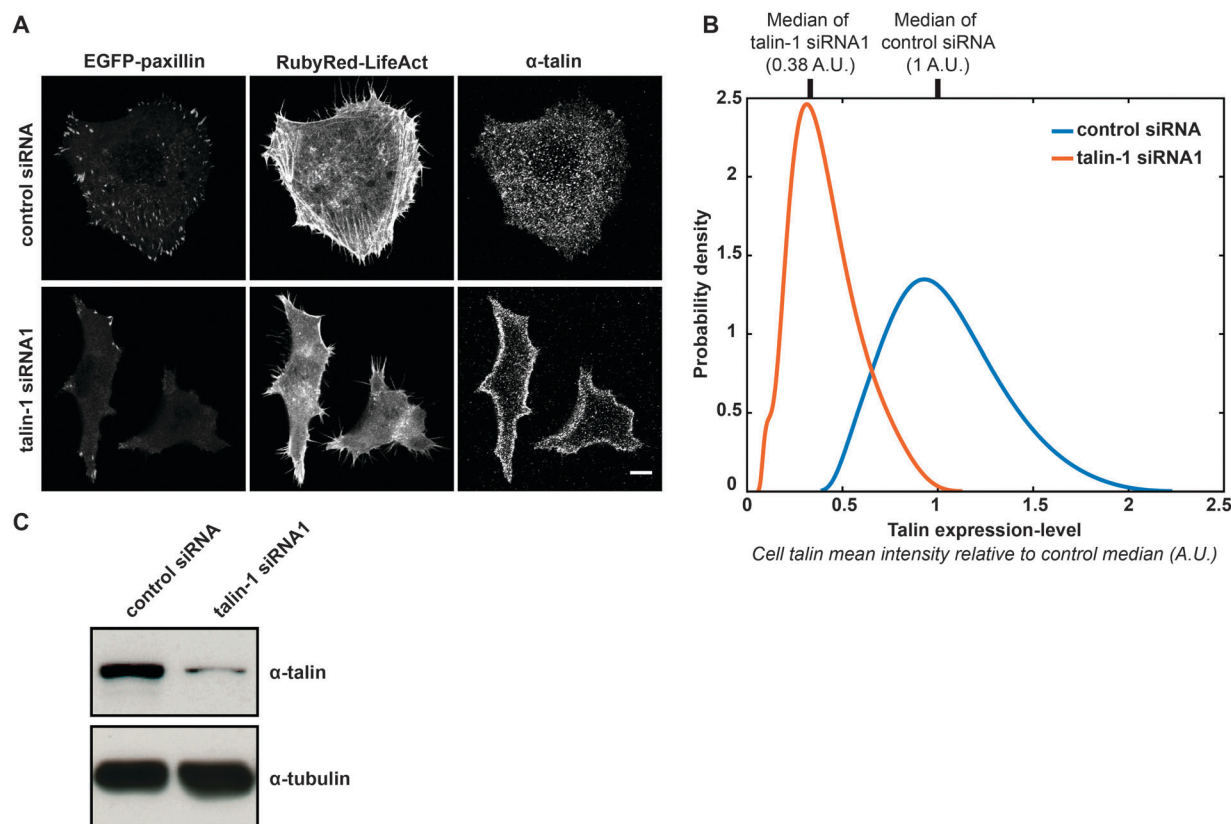 A
EGFP-paxillin
RubyRed-LifeAct
α-talin
control siRNA
talin-1 siRNA1
B
Median of
talin-1 siRNA1
(0.38 A.U.)
Median of
control siRNA
(1 A.U.)
control siRNA
talin-1 siRNA1
Probability density
2.5
2
1.5
1
0.5
0
0
0.5
1
1.5
2
2.5
Talin expression-level
Cell talin mean intensity relative to control median (A.U.)
C
control siRNA
talin-1 siRNA1
α-talin
α-tubulin